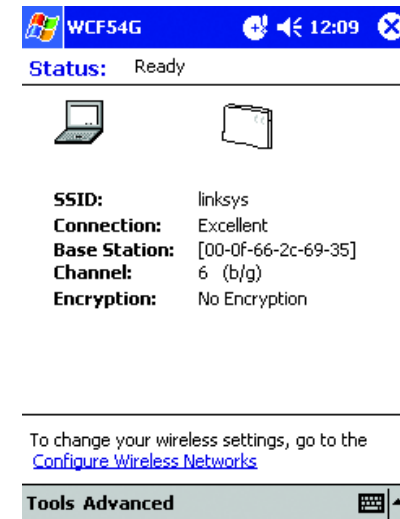 WCF54G 12:09
Status: Ready
SSID: linksys
Connection: Excellent
Base Station: [00-0f-66-2c-69-35]
Channel: 6 (b/g)
Encryption: No Encryption
To change your wireless settings, go to the
Configure Wireless Networks
Tools Advanced